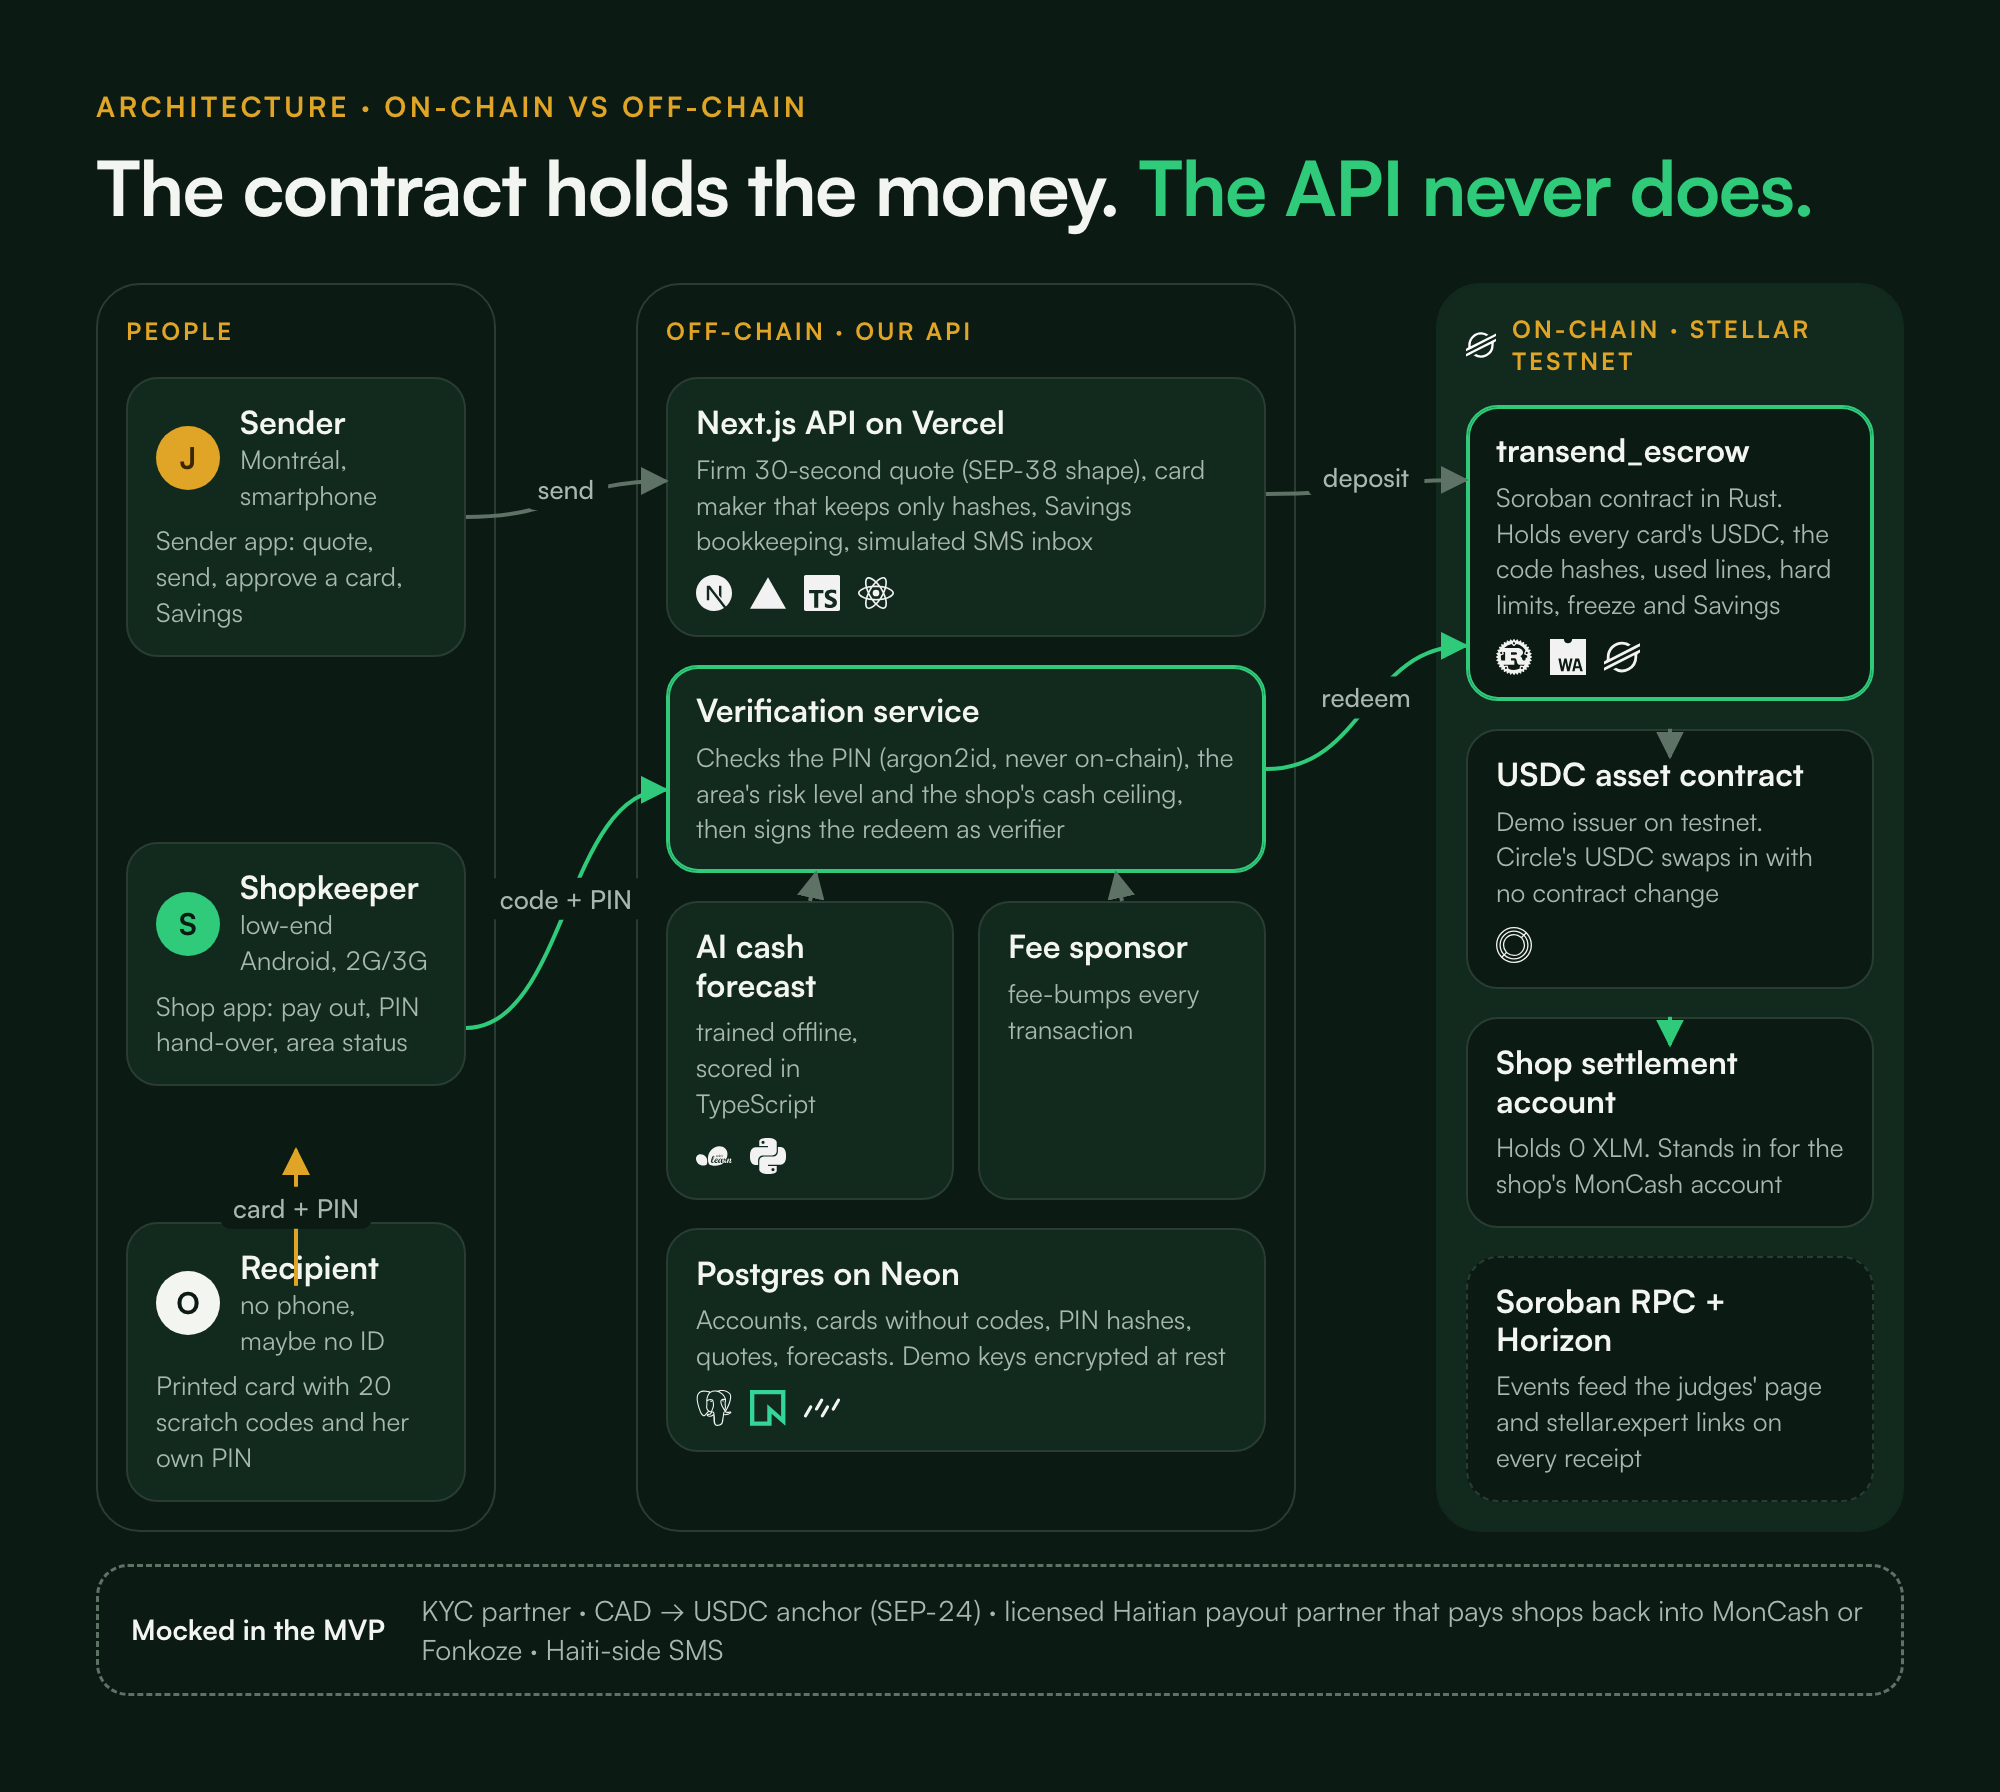 ARCHITECTURE · ON-CHAIN VS OFF-CHAIN
The contract holds the money. The API never does.
PEOPLE
J
Sender
Montréal,
smartphone
Sender app: quote,
send, approve a card,
Savings
S
Shopkeeper
low-end
Android, 2G/3G
Shop app: pay out, PIN
hand-over, area status
card + PIN
O
Recipient
no phone,
maybe no ID
Printed card with 20
scratch codes and her
own PIN
send
code + PIN
OFF-CHAIN · OUR API
Next.js API on Vercel
Firm 30-second quote (SEP-38 shape), card
maker that keeps only hashes, Savings
bookkeeping, simulated SMS inbox
N
TS
Verification service
Checks the PIN (argon2id, never on-chain), the
area's risk level and the shop's cash ceiling,
then signs the redeem as verifier
AI cash
forecast
trained offline,
scored in
TypeScript
learn
Fee sponsor
fee-bumps every
transaction
Postgres on Neon
Accounts, cards without codes, PIN hashes,
quotes, forecasts. Demo keys encrypted at rest
deposit
redeem
ON-CHAIN · STELLAR
TESTNET
transend_escrow
Soroban contract in Rust.
Holds every card's USDC, the
code hashes, used lines, hard
limits, freeze and Savings
R
WA
USDC asset contract
Demo issuer on testnet.
Circle's USDC swaps in with
no contract change
Shop settlement
account
Holds 0 XLM. Stands in for the
shop's MonCash account
Soroban RPC +
Horizon
Events feed the judges' page
and stellar.expert links on
every receipt
Mocked in the MVP
KYC partner · CAD → USDC anchor (SEP-24) · licensed Haitian payout partner that pays shops back into MonCash or
Fonkoze · Haiti-side SMS